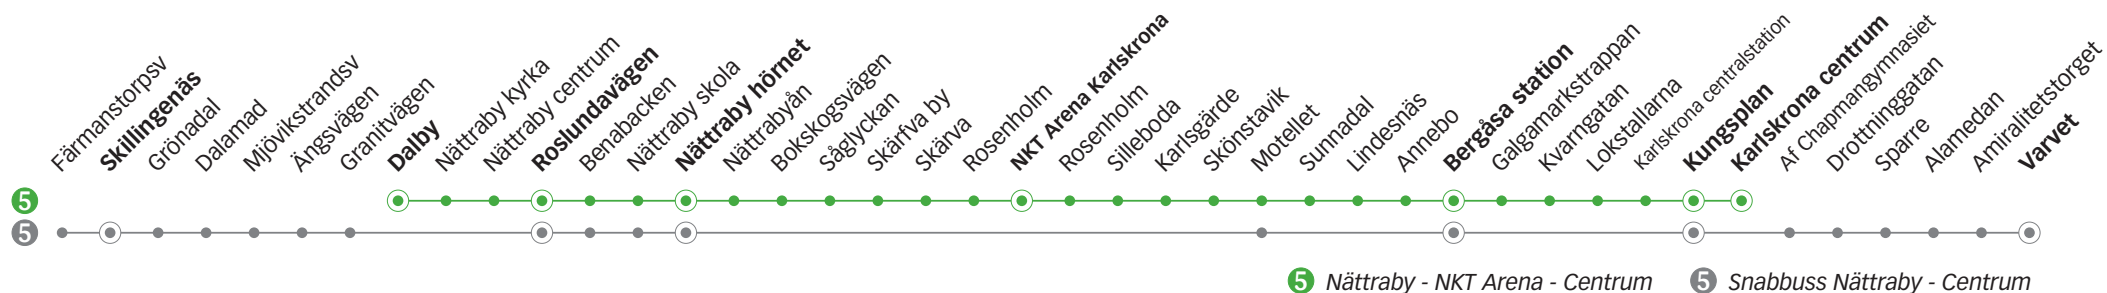 Färmanstorpsv
Skillingenäs
Grönadal
Dalamad
Mjövikstrandsv
Ängsvägen
Granitvägen
Dalby
Nättraby kyrka
Nättraby centrum
Roslundavägen
Benabacken
Nättraby skola
Nättraby hörnet
Nättrabyån
Bokskogsvägen
Såglyckan
Skärfva by
Skärva
Rosenholm
NKT Arena Karlskrona
Rosenholm
Silleboda
Karlsgärde
Skönstavik
Motellet
Sunnadal
Lindesnäs
Annebo
Bergåsa station
Galgamarkstrappan
Kvarngatan
Lokstallarna
Karlskrona centralstation
Kungsplan
Karlskrona centrum
Af Chapmangymnasiet
Drottninggatan
Sparre
Alamedan
Amiralitetstorget
Varvet
5
5
5 Nättraby - NKT Arena - Centrum
5 Snabbuss Nättraby - Centrum